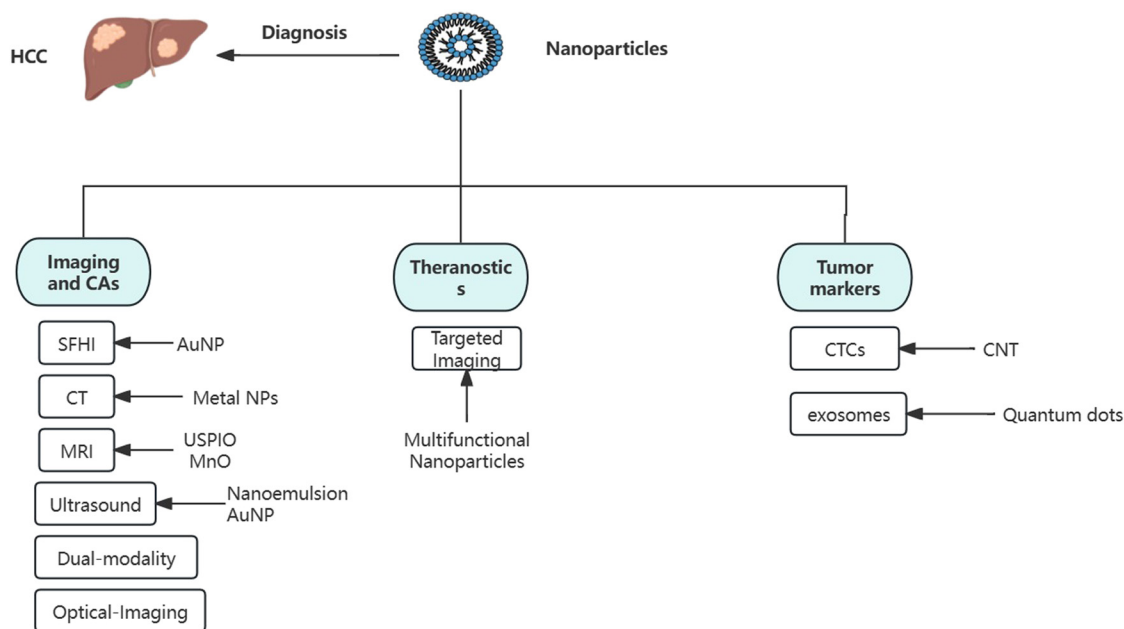 HCC
Diagnosis
Nanoparticles
Imaging
and CAs
SFHI
AuNP
CT
Metal NPs
MRI
USPIO
MnO
Ultrasound
Nanoemulsion
AuNP
Dual-modality
Optical-Imaging
Theranostic
s
Targeted
Imaging
Multifunctional
Nanoparticles
Tumor
markers
CTCs
CNT
exosomes
Quantum dots